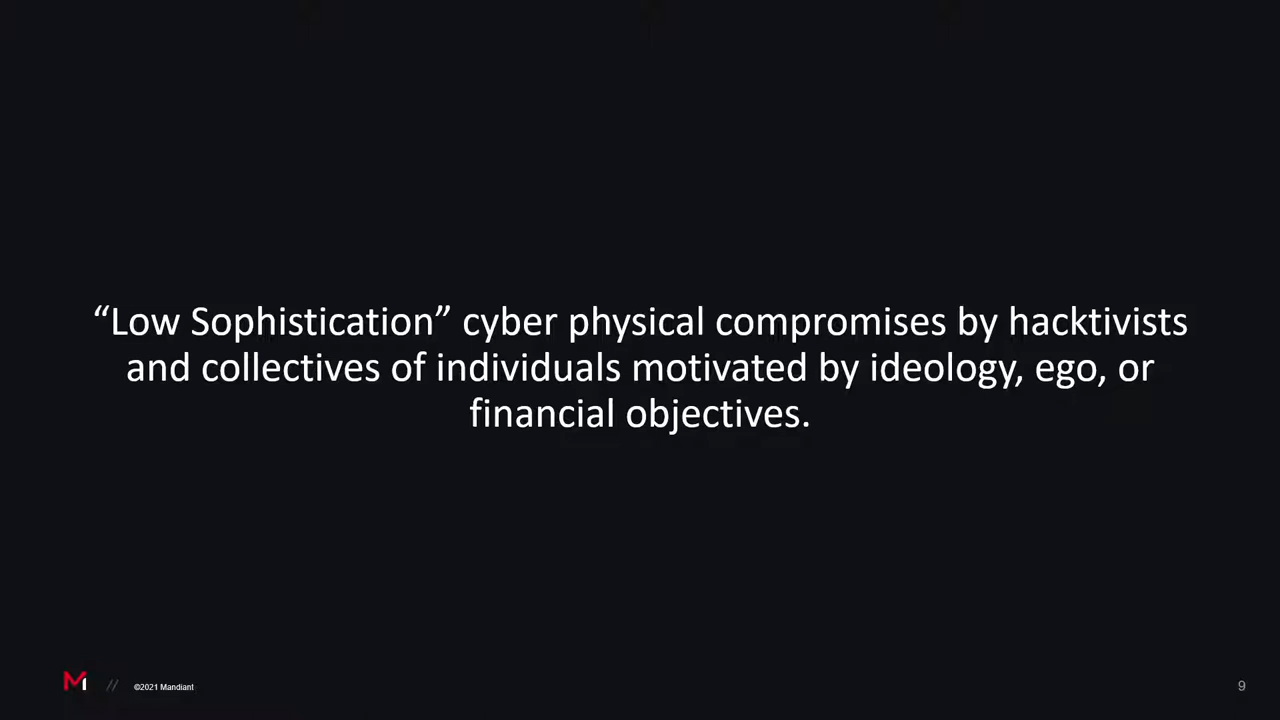 “Low Sophistication” cyber physical compromises by hacktivists
and collectives of individuals motivated by ideology, ego, or
financial objectives.
M // ©2021 Mandiant
9